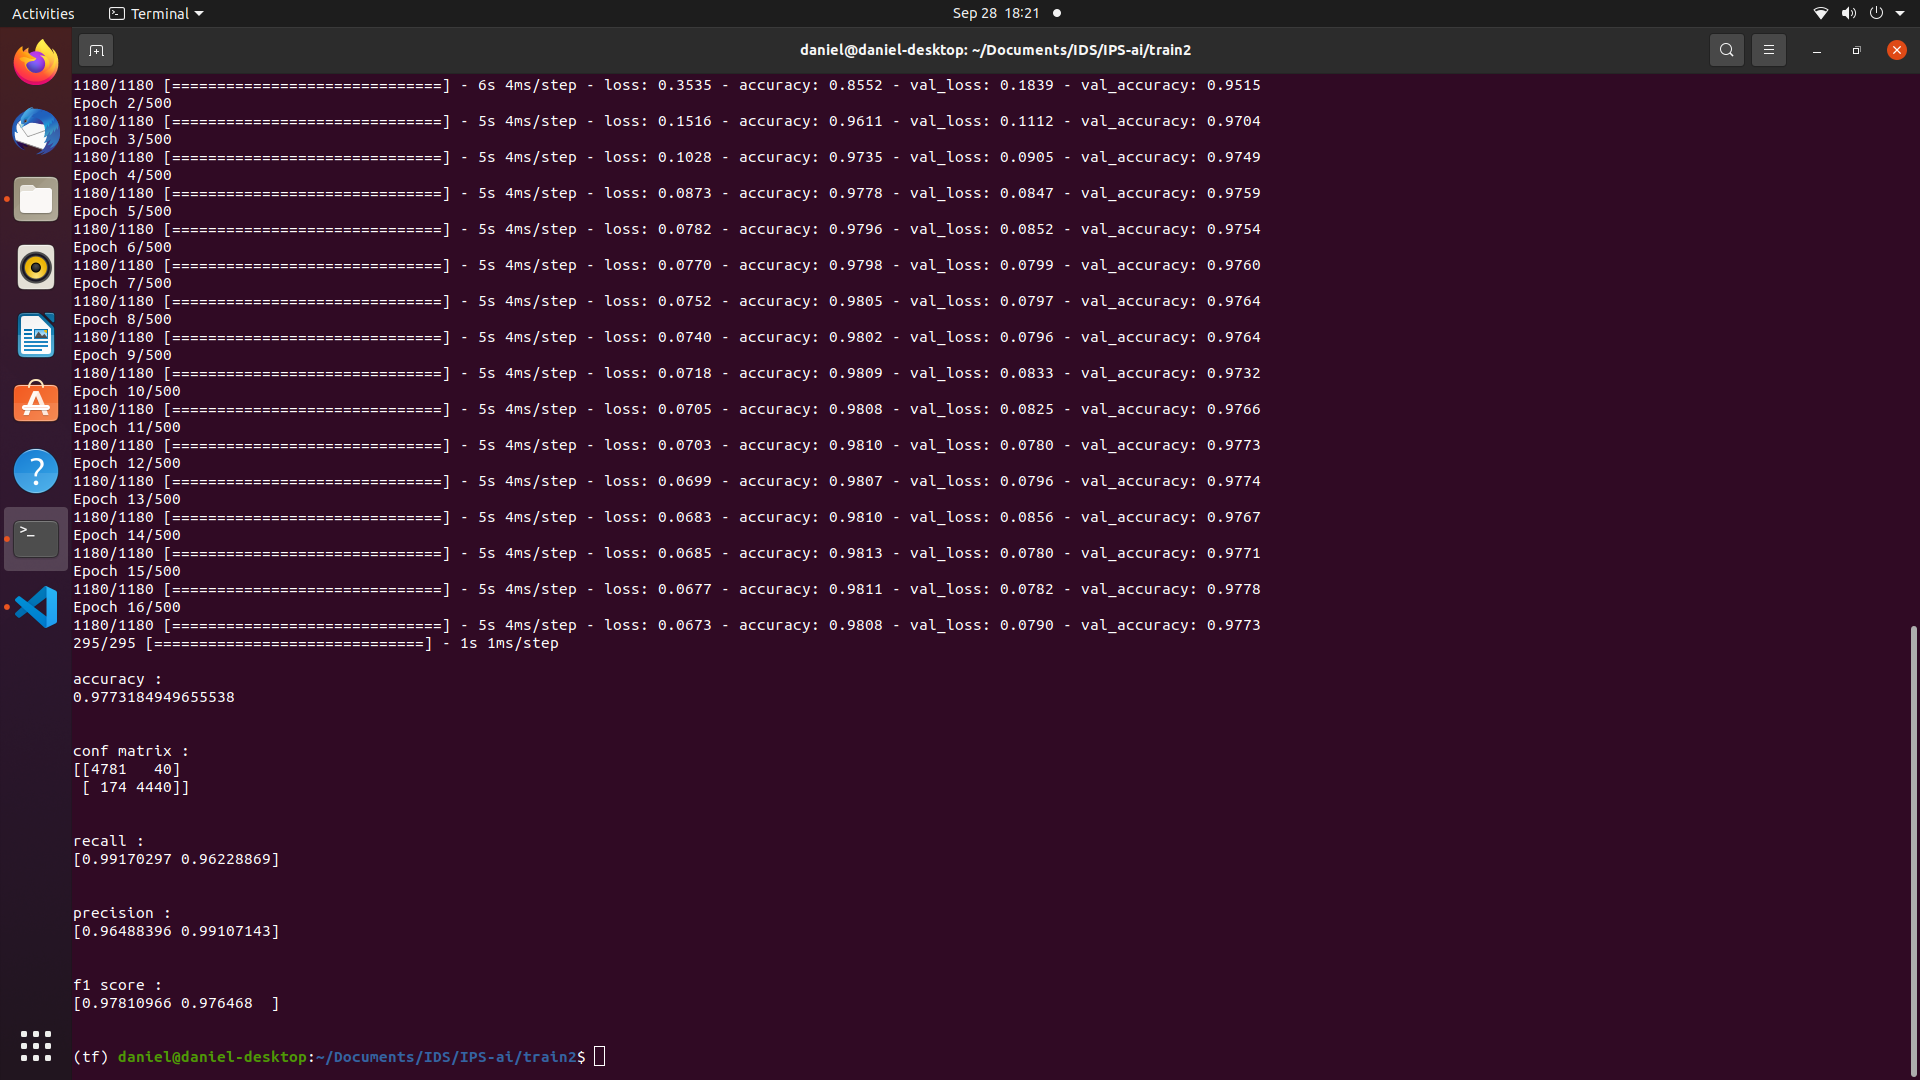 Activities Terminal Sep 28 18:21
daniel@daniel-desktop: ~/Documents/IDS/IPS-ai/train2
1180/1180 [==============================] - 6s 4ms/step - loss: 0.3535 - accuracy: 0.8552 - val_loss: 0.1839 - val_accuracy: 0.9515
Epoch 2/500
1180/1180 [==============================] - 5s 4ms/step - loss: 0.1516 - accuracy: 0.9611 - val_loss: 0.1112 - val_accuracy: 0.9704
Epoch 3/500
1180/1180 [==============================] - 5s 4ms/step - loss: 0.1028 - accuracy: 0.9735 - val_loss: 0.0905 - val_accuracy: 0.9749
Epoch 4/500
1180/1180 [==============================] - 5s 4ms/step - loss: 0.0873 - accuracy: 0.9778 - val_loss: 0.0847 - val_accuracy: 0.9759
Epoch 5/500
1180/1180 [==============================] - 5s 4ms/step - loss: 0.0782 - accuracy: 0.9796 - val_loss: 0.0852 - val_accuracy: 0.9754
Epoch 6/500
1180/1180 [==============================] - 5s 4ms/step - loss: 0.0770 - accuracy: 0.9798 - val_loss: 0.0799 - val_accuracy: 0.9760
Epoch 7/500
1180/1180 [==============================] - 5s 4ms/step - loss: 0.0752 - accuracy: 0.9805 - val_loss: 0.0797 - val_accuracy: 0.9764
Epoch 8/500
1180/1180 [==============================] - 5s 4ms/step - loss: 0.0740 - accuracy: 0.9802 - val_loss: 0.0796 - val_accuracy: 0.9764
Epoch 9/500
1180/1180 [==============================] - 5s 4ms/step - loss: 0.0718 - accuracy: 0.9809 - val_loss: 0.0833 - val_accuracy: 0.9732
Epoch 10/500
1180/1180 [==============================] - 5s 4ms/step - loss: 0.0705 - accuracy: 0.9808 - val_loss: 0.0825 - val_accuracy: 0.9766
Epoch 11/500
1180/1180 [==============================] - 5s 4ms/step - loss: 0.0703 - accuracy: 0.9810 - val_loss: 0.0780 - val_accuracy: 0.9773
Epoch 12/500
1180/1180 [==============================] - 5s 4ms/step - loss: 0.0699 - accuracy: 0.9807 - val_loss: 0.0796 - val_accuracy: 0.9774
Epoch 13/500
1180/1180 [==============================] - 5s 4ms/step - loss: 0.0683 - accuracy: 0.9810 - val_loss: 0.0856 - val_accuracy: 0.9767
Epoch 14/500
1180/1180 [==============================] - 5s 4ms/step - loss: 0.0685 - accuracy: 0.9813 - val_loss: 0.0780 - val_accuracy: 0.9771
Epoch 15/500
1180/1180 [==============================] - 5s 4ms/step - loss: 0.0677 - accuracy: 0.9811 - val_loss: 0.0782 - val_accuracy: 0.9778
Epoch 16/500
1180/1180 [==============================] - 5s 4ms/step - loss: 0.0673 - accuracy: 0.9808 - val_loss: 0.0790 - val_accuracy: 0.9773
295/295 [==============================] - 1s 1ms/step
accuracy :
0.9773184949655538
conf matrix :
[[4781   40]
 [ 174 4440]]
recall :
[0.99170297 0.96228869]
precision :
[0.96488396 0.99107143]
f1 score :
[0.97810966 0.976468  ]
(tf) daniel@daniel-desktop:~/Documents/IDS/IPS-ai/train2$